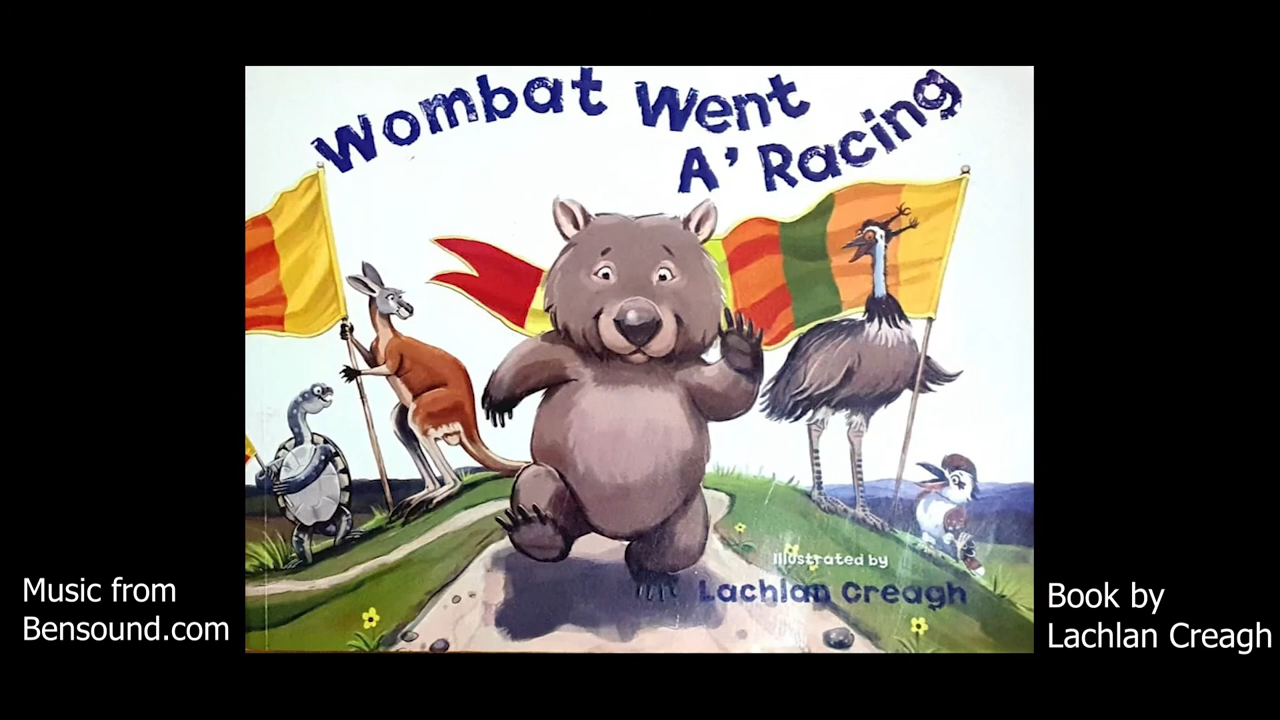 Wombat Went
A' Racing
Illustrated by
Lachlan Creagh
Music from
Bensound.com
Book by
Lachlan Creagh